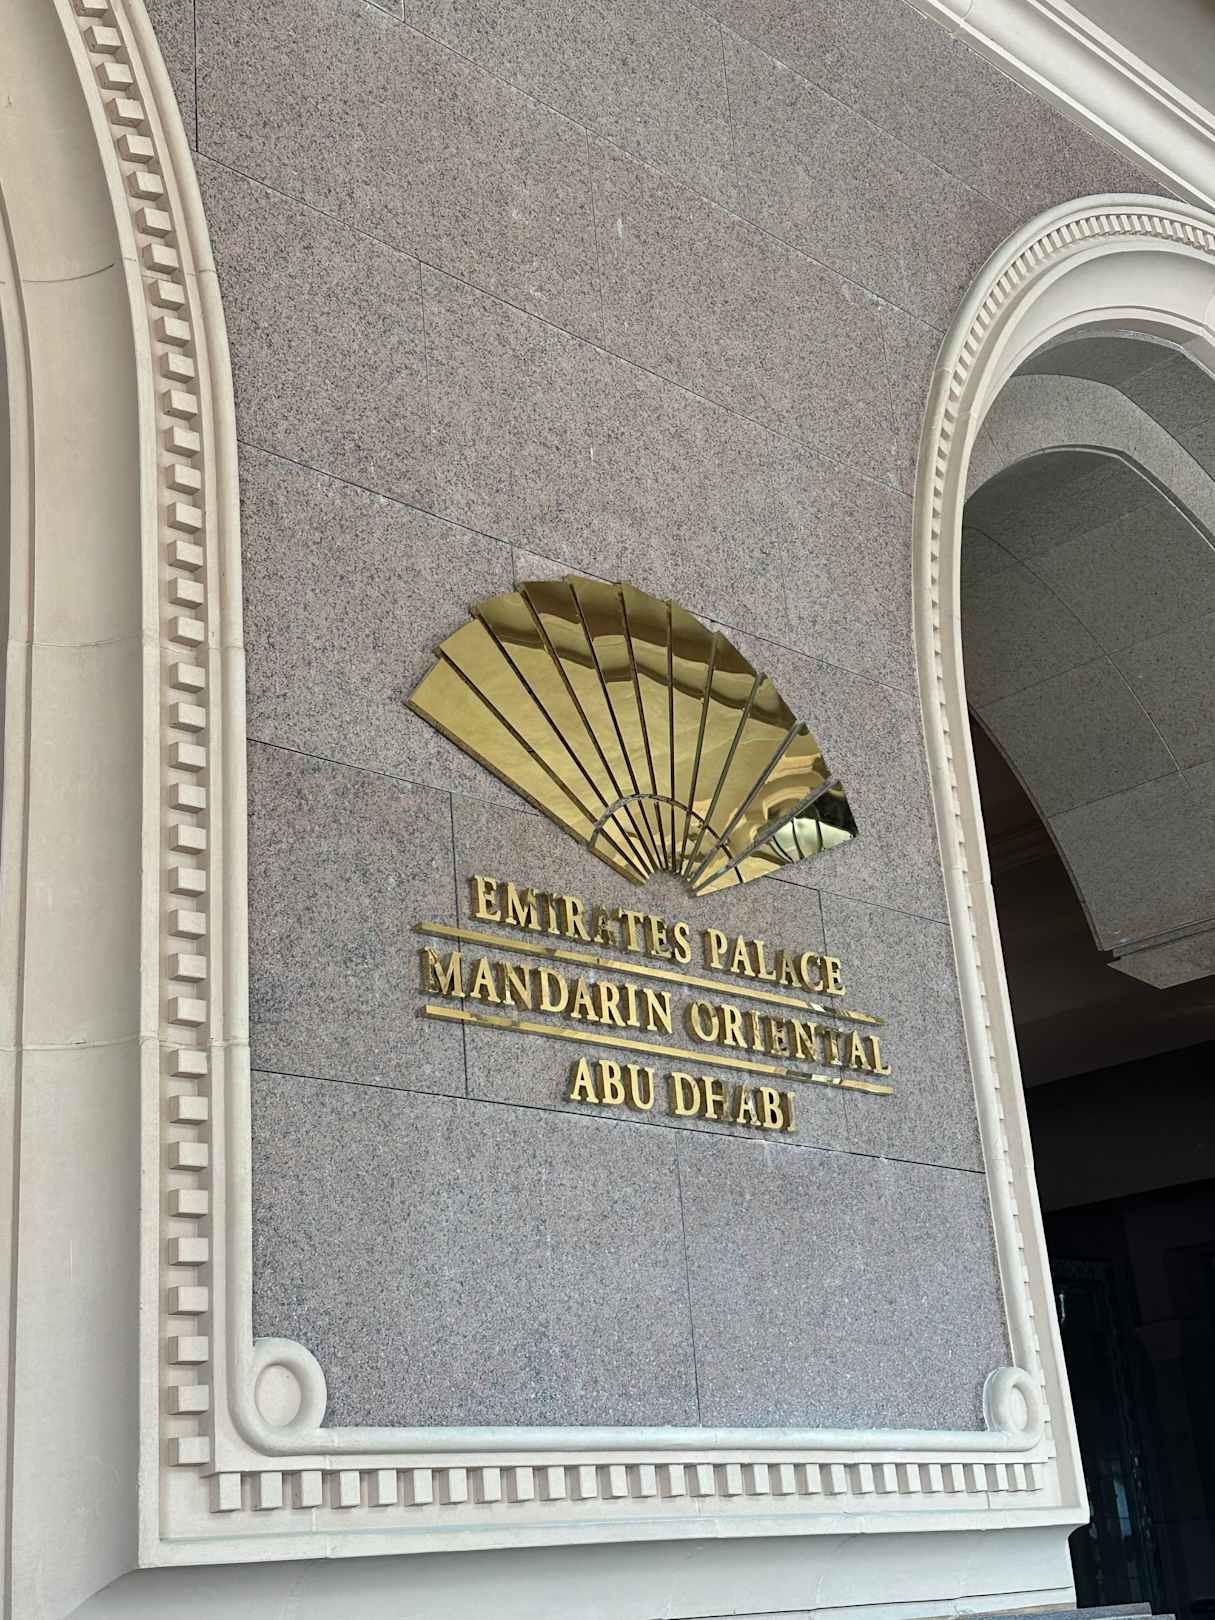 EMIRATES PALACE
MANDARIN ORIENTAL
ABU DHABI